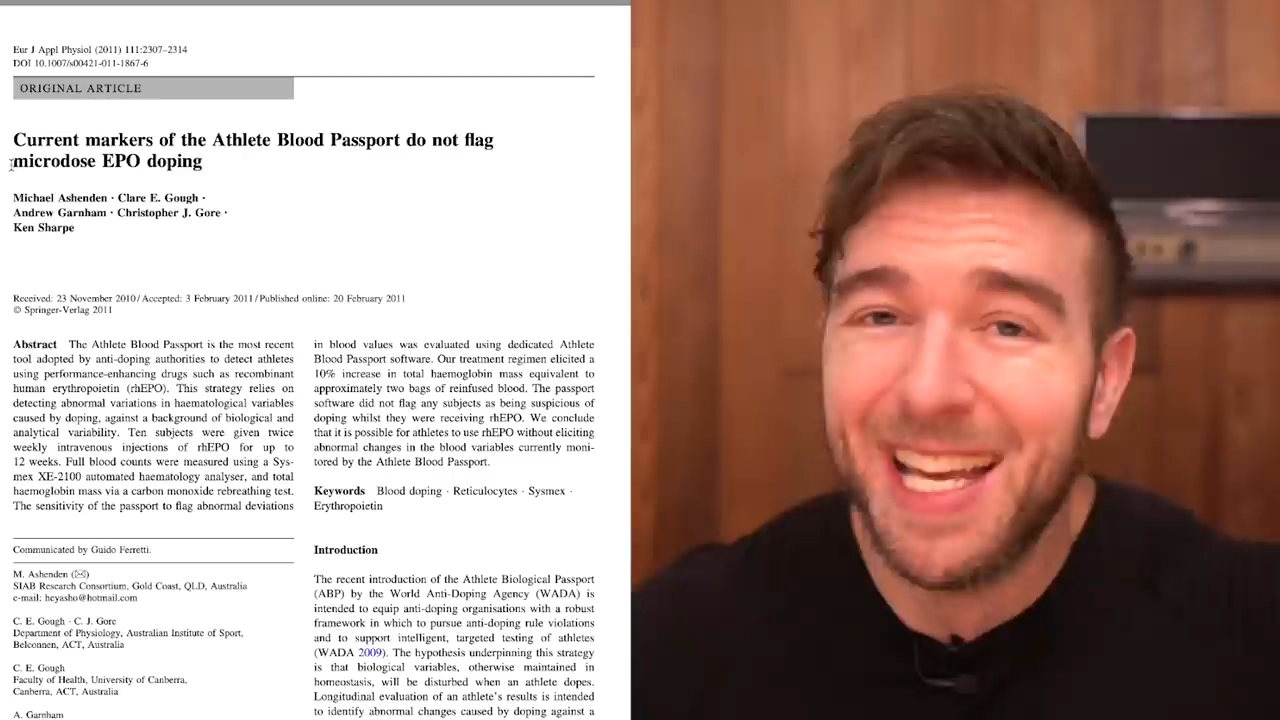 Eur J Appl Physiol (2011) 111:2307–2314
DOI 10.1007/s00421-011-1867-6
ORIGINAL ARTICLE
Current markers of the Athlete Blood Passport do not flag
microdose EPO doping
Michael Ashenden · Clare E. Gough ·
Andrew Garnham · Christopher J. Gore ·
Ken Sharpe
Received: 23 November 2010 / Accepted: 3 February 2011 / Published online: 20 February 2011
© Springer-Verlag 2011
Abstract The Athlete Blood Passport is the most recent
tool adopted by anti-doping authorities to detect athletes
using performance-enhancing drugs such as recombinant
human erythropoietin (rhEPO). This strategy relies on
detecting abnormal variations in haematological variables
caused by doping, against a background of biological and
analytical variability. Ten subjects were given twice
weekly intravenous injections of rhEPO for up to
12 weeks. Full blood counts were measured using a Sys-
mex XE-2100 automated haematology analyser, and total
haemoglobin mass via a carbon monoxide rebreathing test.
The sensitivity of the passport to flag abnormal deviations
in blood values was evaluated using dedicated Athlete
Blood Passport software. Our treatment regimen elicited a
10% increase in total haemoglobin mass equivalent to
approximately two bags of reinfused blood. The passport
software did not flag any subjects as being suspicious of
doping whilst they were receiving rhEPO. We conclude
that it is possible for athletes to use rhEPO without eliciting
abnormal changes in the blood variables currently moni-
tored by the Athlete Blood Passport.
Keywords Blood doping · Reticulocytes · Sysmex ·
Erythropoietin
Communicated by Guido Ferretti.
M. Ashenden (✉)
SIAB Research Consortium, Gold Coast, QLD, Australia
e-mail: heyasho@hotmail.com
C. E. Gough · C. J. Gore
Department of Physiology, Australian Institute of Sport,
Belconnen, ACT, Australia
C. E. Gough
Faculty of Health, University of Canberra,
Canberra, ACT, Australia
A. Garnham
Introduction
The recent introduction of the Athlete Biological Passport
(ABP) by the World Anti-Doping Agency (WADA) is
intended to equip anti-doping organisations with a robust
framework in which to pursue anti-doping rule violations
and to support intelligent, targeted testing of athletes
(WADA 2009). The hypothesis underpinning this strategy
is that biological variables, otherwise maintained in
homeostasis, will be disturbed when an athlete dopes.
Longitudinal evaluation of an athlete's results is intended
to identify abnormal changes caused by doping against a